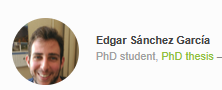 Edgar Sánchez García
PhD student, PhD thesis –